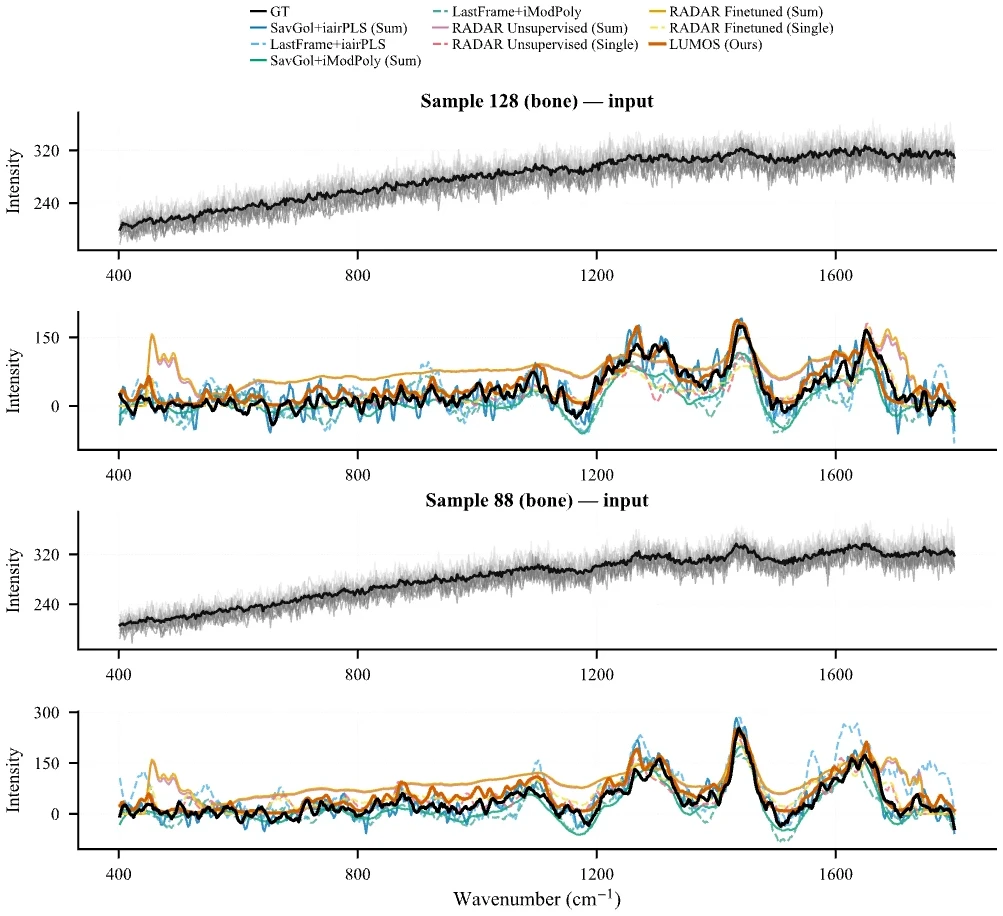 GT
SavGol+iairPLS (Sum)
LastFrame+iairPLS
SavGol+iModPoly (Sum)
LastFrame+iModPoly
RADAR Unsupervised (Sum)
RADAR Unsupervised (Single)
RADAR Finetuned (Sum)
RADAR Finetuned (Single)
LUMOS (Ours)
Sample 128 (bone) — input
Intensity
320
240
400 800 1200 1600
Intensity
150
0
400 800 1200 1600
Sample 88 (bone) — input
Intensity
320
240
400 800 1200 1600
Intensity
300
150
0
400 800 1200 1600
Wavenumber (cm⁻¹)